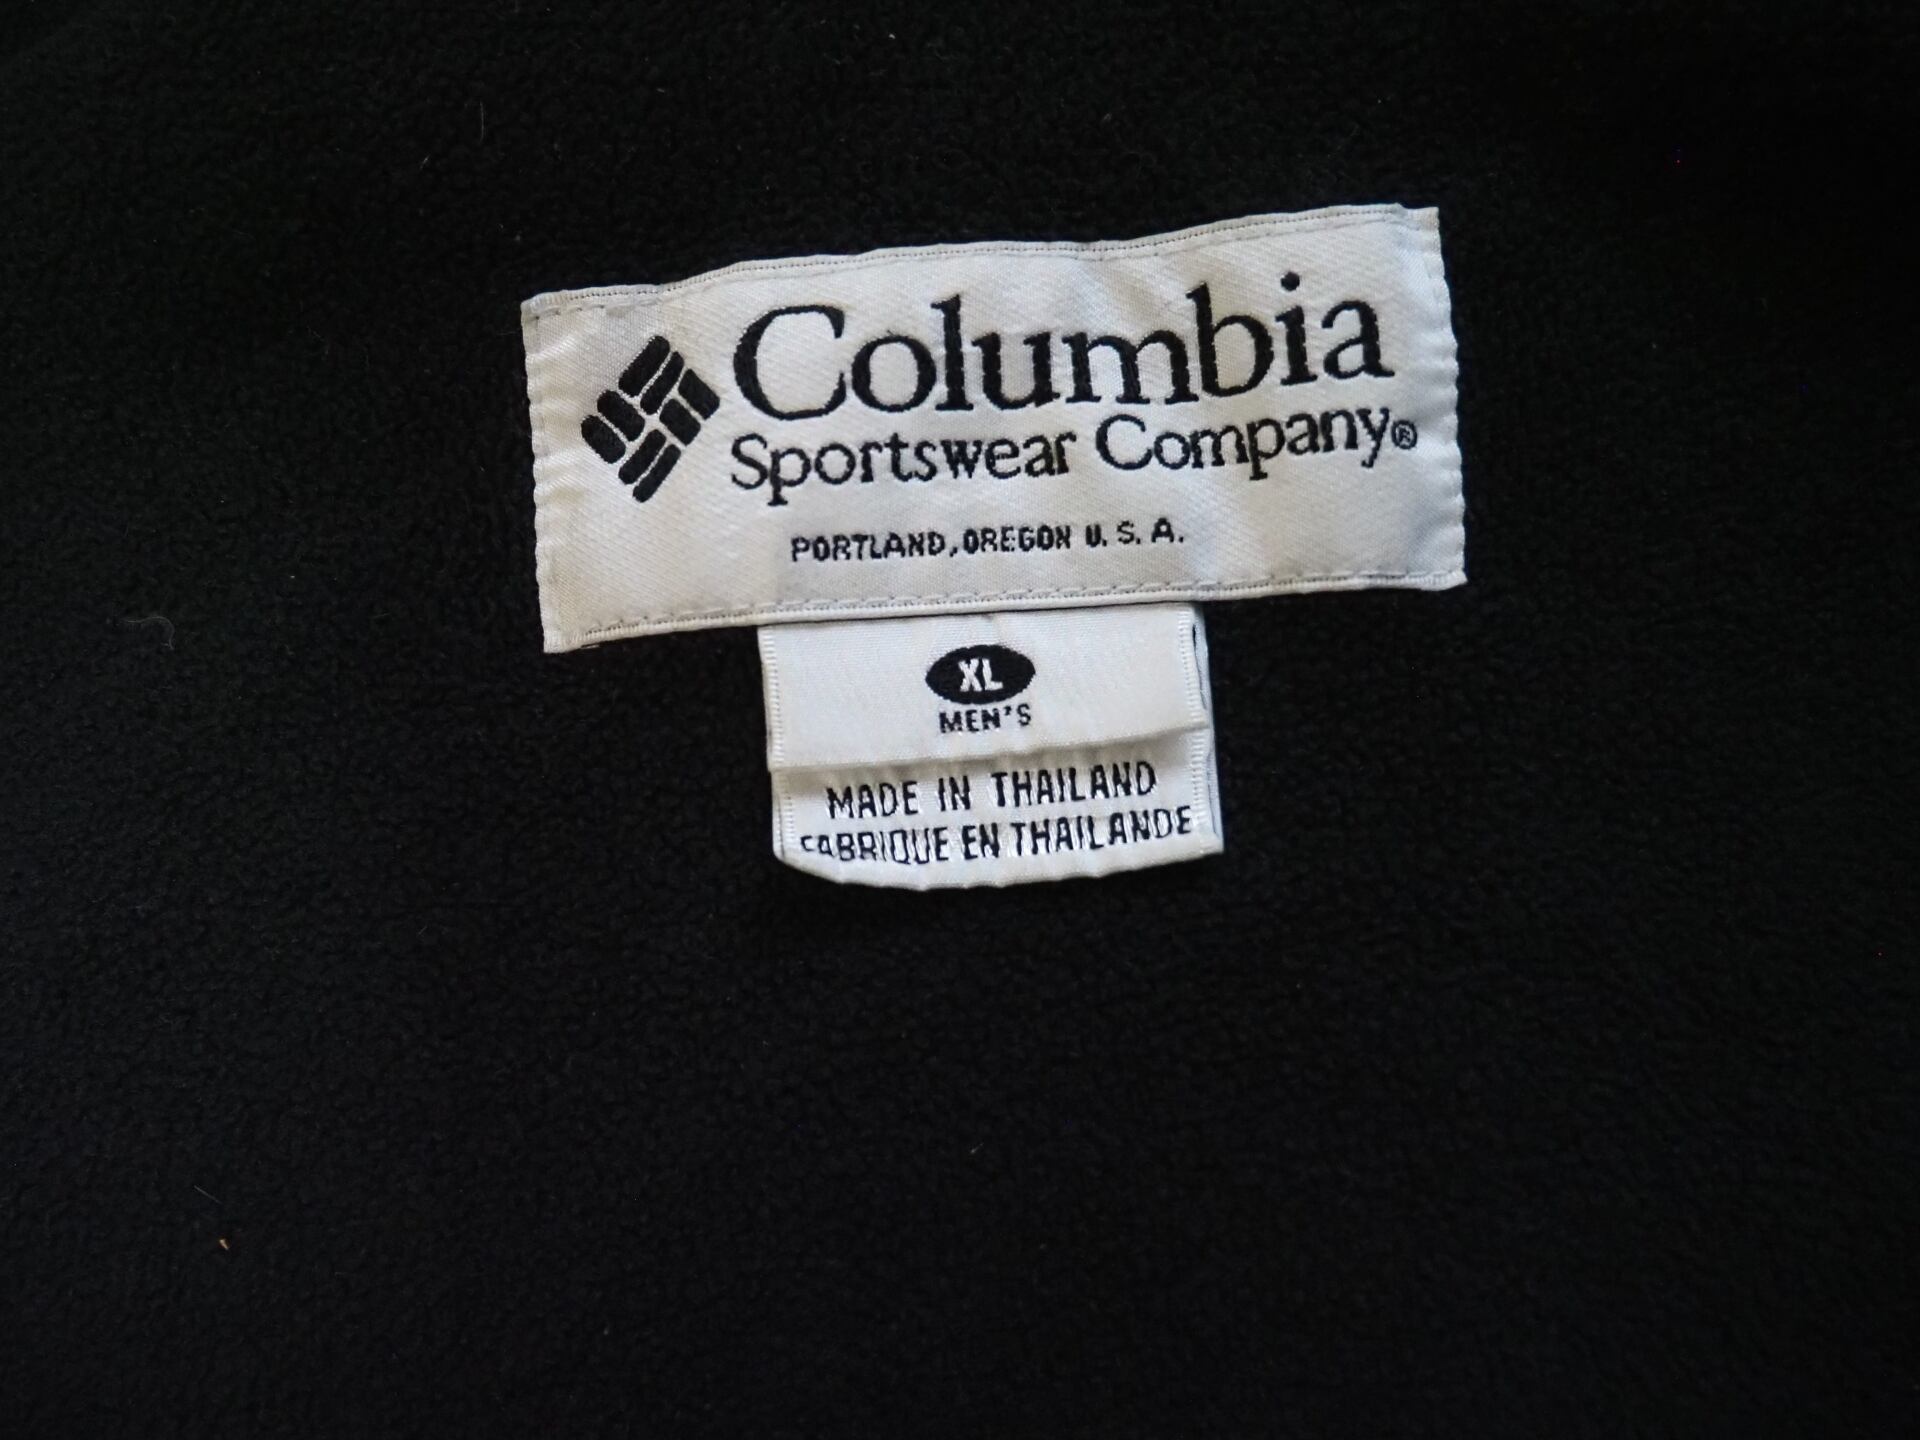 Columbia
Sportswear Company®
PORTLAND, OREGON U. S. A.
XL
MEN'S
MADE IN THAILAND
FABRIQUE EN THAILANDE